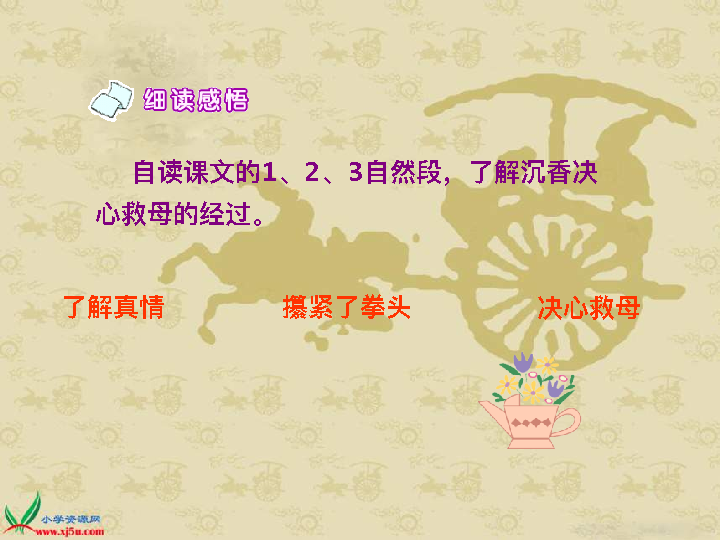 细读感悟
自读课文的1、2、3自然段，了解沉香决
心救母的经过。
了解真情 攥紧了拳头 决心救母
小学资源网
www.xj5u.com